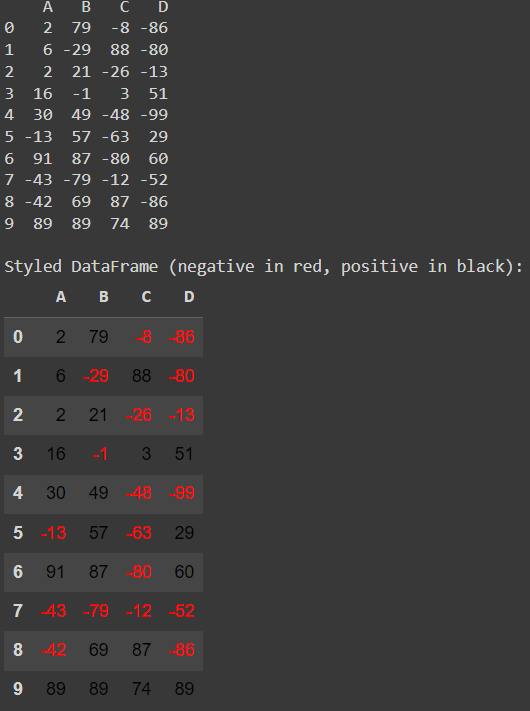 A B C D
0 2 79 -8 -86
1 6 -29 88 -80
2 2 21 -26 -13
3 16 -1 3 51
4 30 49 -48 -99
5 -13 57 -63 29
6 91 87 -80 60
7 -43 -79 -12 -52
8 -42 69 87 -86
9 89 89 74 89
Styled DataFrame (negative in red, positive in black):
A B C D
0 2 79 -8 -86
1 6 -29 88 -80
2 2 21 -26 -13
3 16 -1 3 51
4 30 49 -48 -99
5 -13 57 -63 29
6 91 87 -80 60
7 -43 -79 -12 -52
8 -42 69 87 -86
9 89 89 74 89